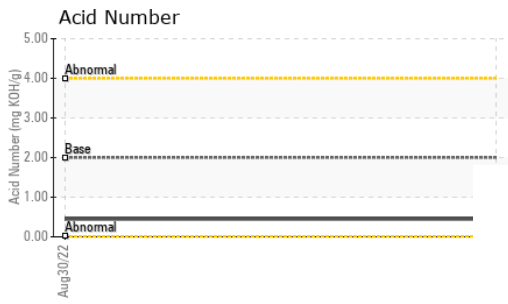 Acid Number
5.00
Abnormal
4.00
3.00
Base
2.00
1.00
Abnormal
0.00
Acid Number (mg KOH/g)
Aug30/22